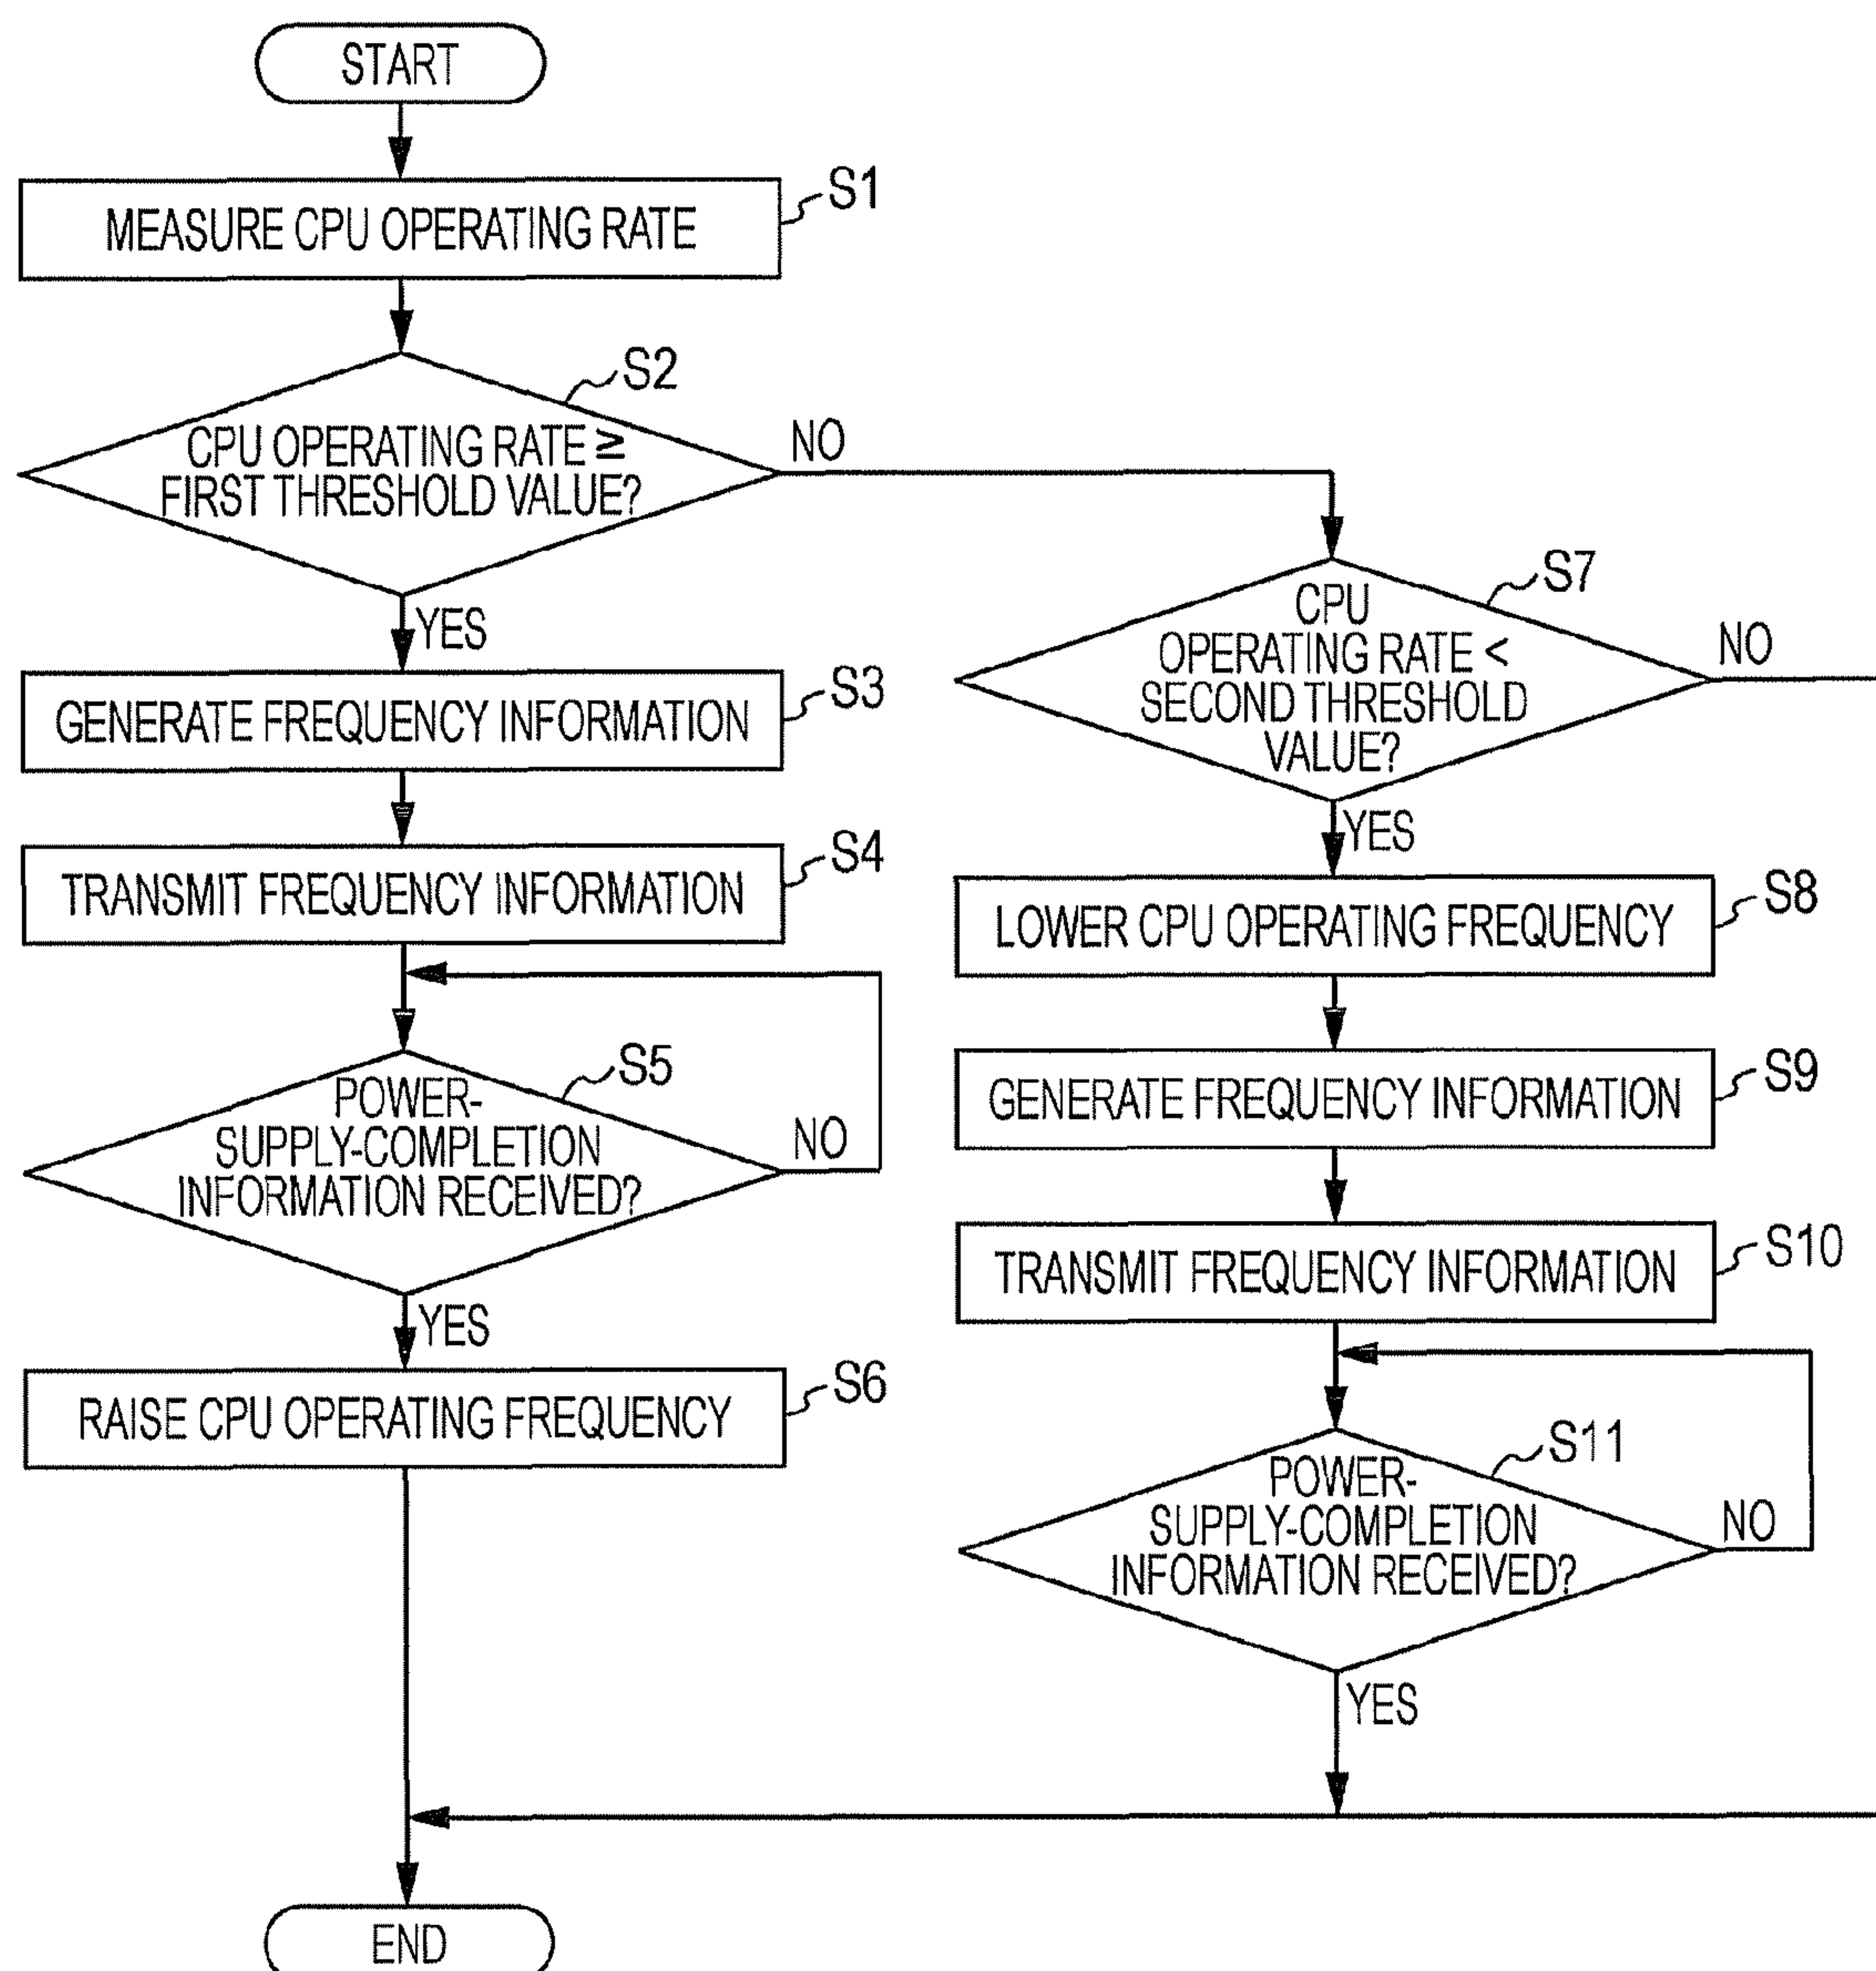 START
MEASURE CPU OPERATING RATE
S1
CPU OPERATING RATE ≥
FIRST THRESHOLD VALUE?
S2
NO
YES
GENERATE FREQUENCY INFORMATION
S3
TRANSMIT FREQUENCY INFORMATION
S4
POWER-
SUPPLY-COMPLETION
INFORMATION RECEIVED?
S5
NO
YES
RAISE CPU OPERATING FREQUENCY
S6
CPU
OPERATING RATE <
SECOND THRESHOLD
VALUE?
S7
NO
YES
LOWER CPU OPERATING FREQUENCY
S8
GENERATE FREQUENCY INFORMATION
S9
TRANSMIT FREQUENCY INFORMATION
S10
POWER-
SUPPLY-COMPLETION
INFORMATION RECEIVED?
S11
NO
YES
END